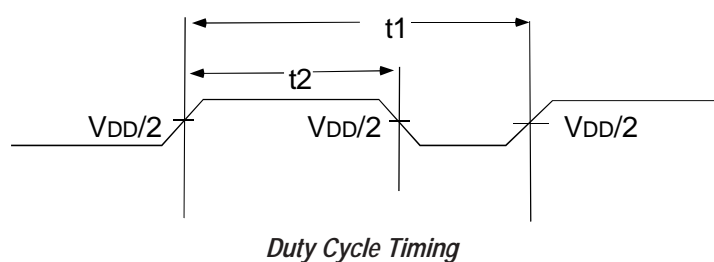 t1
t2
VDD/2
VDD/2
VDD/2
Duty Cycle Timing